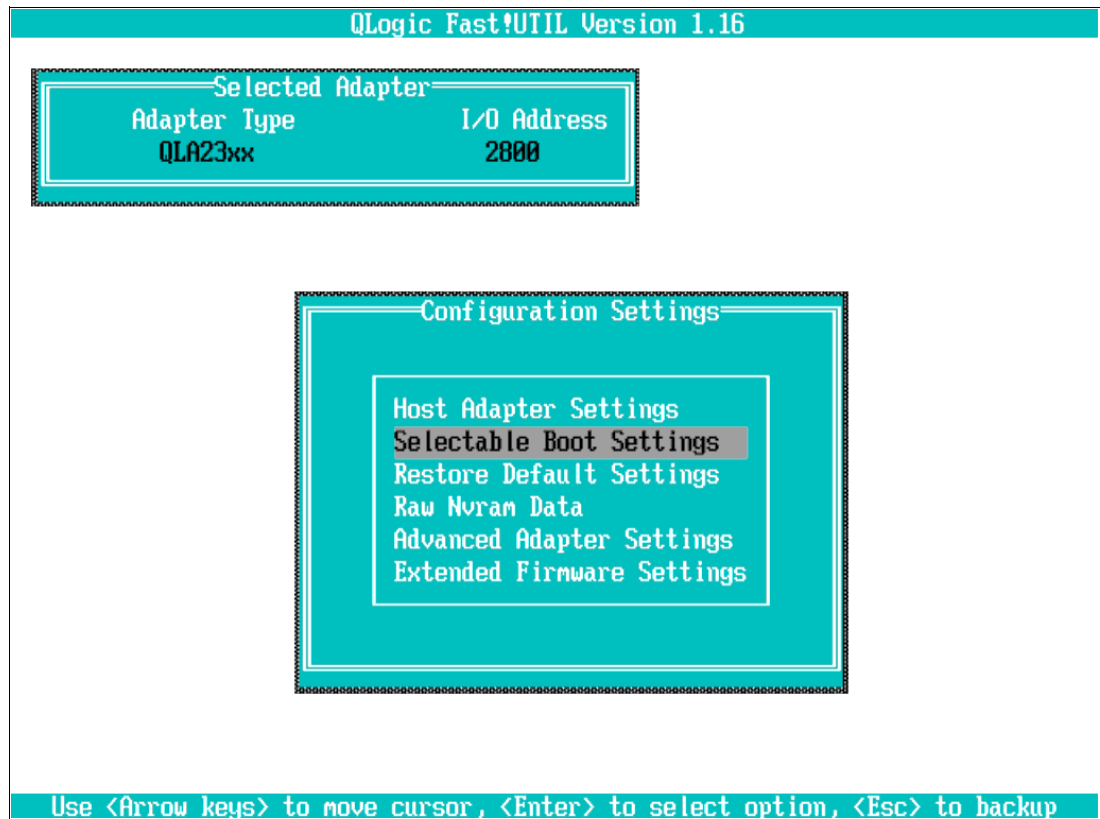 QLogic Fast!UTIL Version 1.16
Selected Adapter
Adapter Type I/O Address
QLA23xx 2800
Configuration Settings
Host Adapter Settings
Selectable Boot Settings
Restore Default Settings
Raw Nvram Data
Advanced Adapter Settings
Extended Firmware Settings
Use <Arrow keys> to move cursor, <Enter> to select option, <Esc> to backup